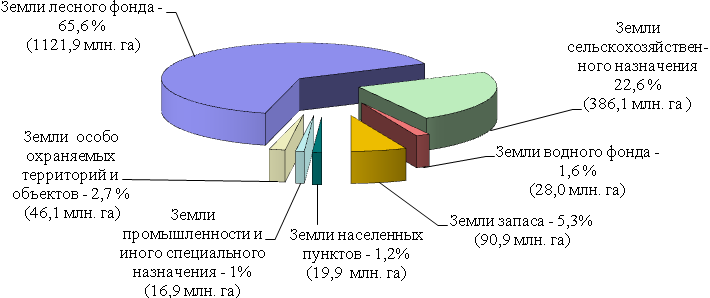 Земли лесного фонда -
65,6%
(1121,9 млн. га)
Земли
сельскохозяйствен-
ного назначения
22,6%
(386,1 млн. га )
Земли водного фонда -
1,6%
(28,0 млн. га)
Земли запаса - 5,3%
(90,9 млн. га)
Земли населенных
пунктов - 1,2%
(19,9 млн. га)
Земли
промышленности и
иного специального
назначения - 1%
(16,9 млн. га)
Земли особо
охраняемых
территорий и
объектов - 2,7%
(46,1 млн. га)